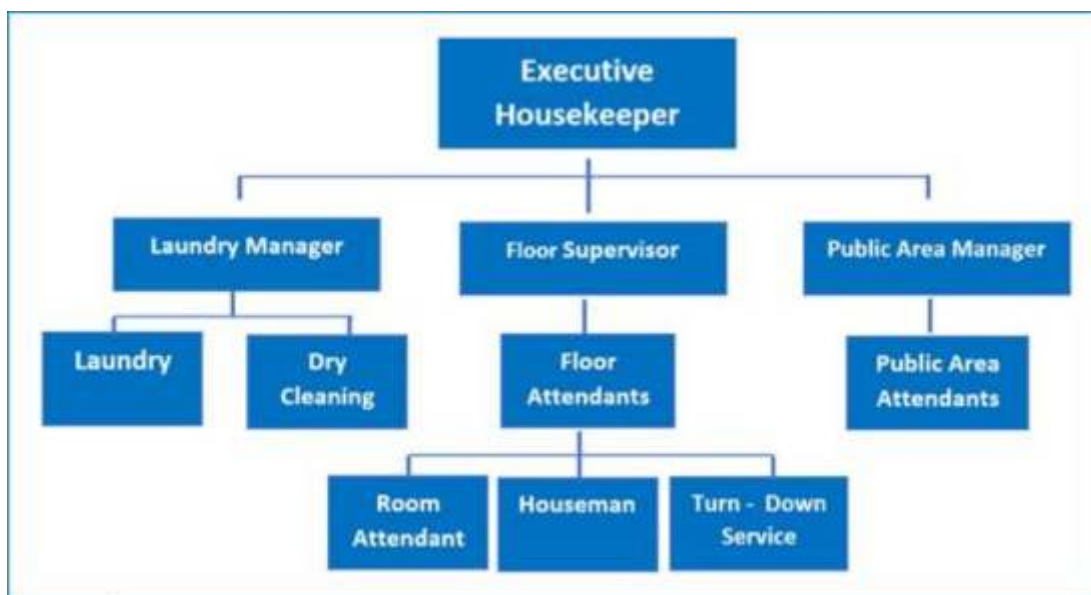 Executive
Housekeeper
Laundry Manager
Floor Supervisor
Public Area Manager
Laundry
Dry
Cleaning
Floor
Attendants
Public Area
Attendants
Room
Attendant
Houseman
Turn - Down
Service